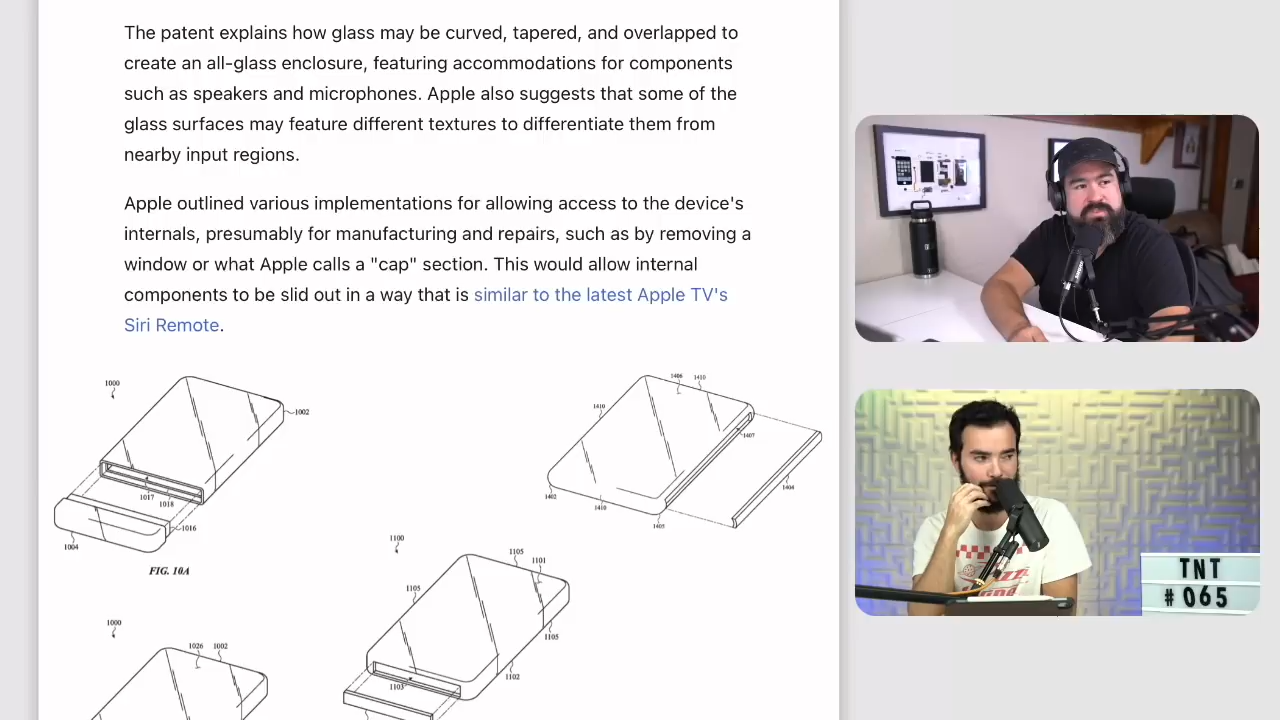 The patent explains how glass may be curved, tapered, and overlapped to
create an all-glass enclosure, featuring accommodations for components
such as speakers and microphones. Apple also suggests that some of the
glass surfaces may feature different textures to differentiate them from
nearby input regions.
Apple outlined various implementations for allowing access to the device's
internals, presumably for manufacturing and repairs, such as by removing a
window or what Apple calls a "cap" section. This would allow internal
components to be slid out in a way that is similar to the latest Apple TV's
Siri Remote.
1000
1002
1017
1018
1016
1004
FIG. 10A
1406
1410
1410
1407
1402
1410
1405
1404
1100
1105
1101
1105
1105
1103
1102
1000
1026
1002
TNT
#065